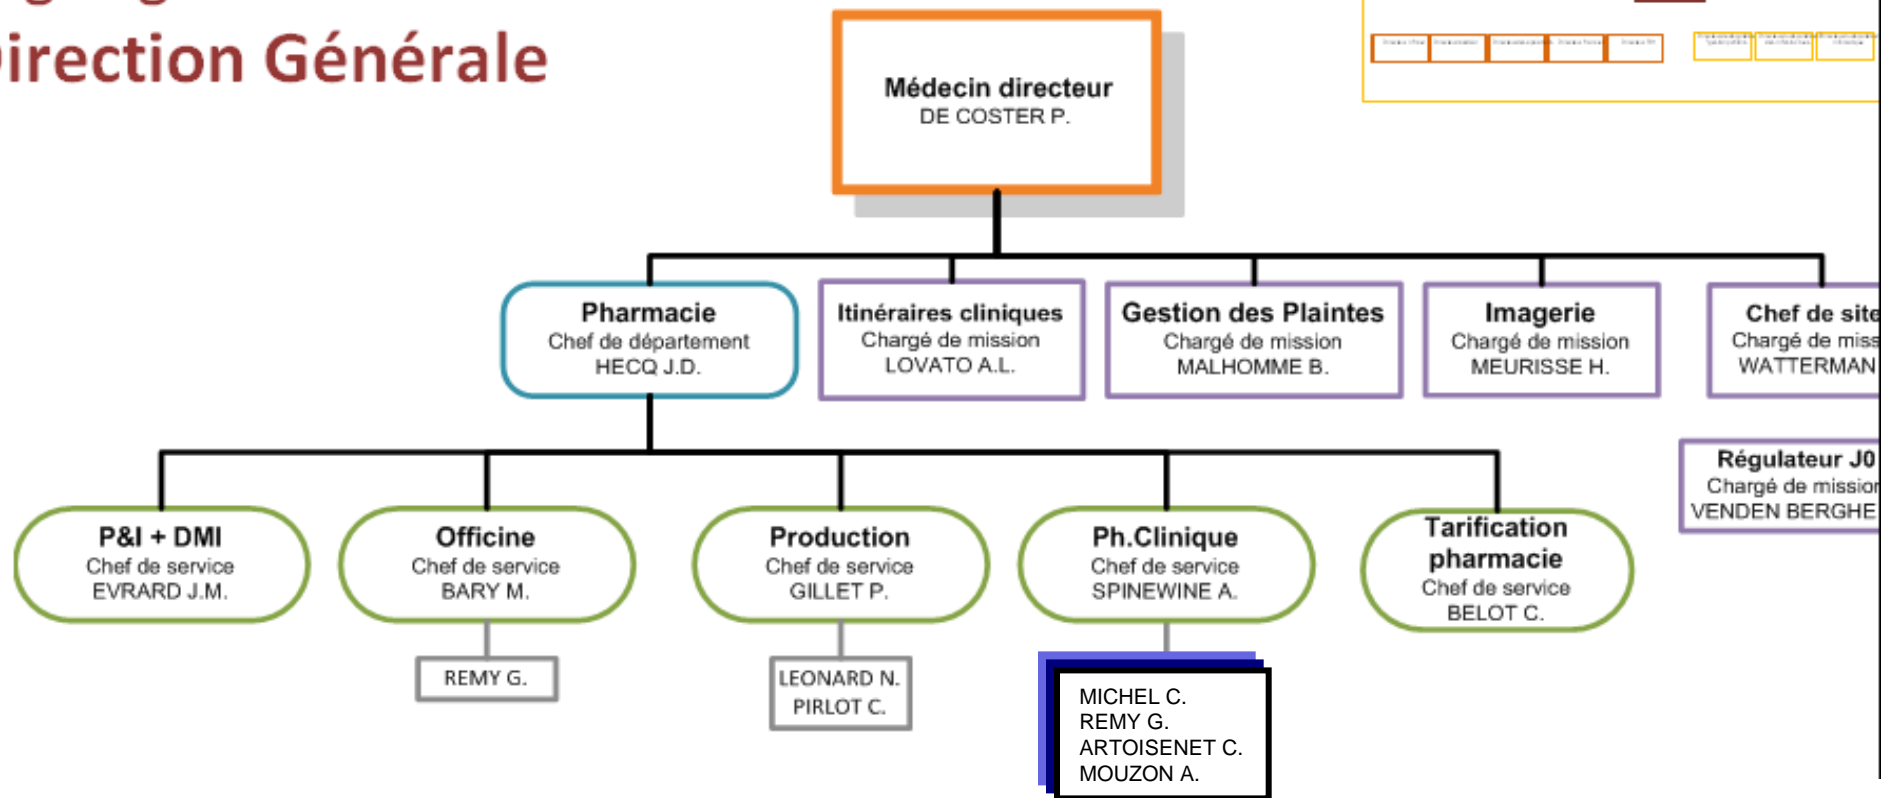 Direction Générale
Médecin directeur
DE COSTER P.
Pharmacie
Chef de département
HECQ J.D.
Itinéraires cliniques
Chargé de mission
LOVATO A.L.
Gestion des Plaintes
Chargé de mission
MALHOMME B.
Imagerie
Chargé de mission
MEURISSE H.
Chef de site
Chargé de miss
WATTERMAN
Régulateur J0
Chargé de mission
VENDEN BERGHE
P&I + DMI
Chef de service
EVRARD J.M.
Officine
Chef de service
BARY M.
Production
Chef de service
GILLET P.
Ph.Clinique
Chef de service
SPINEWINE A.
Tarification
pharmacie
Chef de service
BELOT C.
REMY G.
LEONARD N.
PIRLOT C.
MICHEL C.
REMY G.
ARTOISENET C.
MOUZON A.